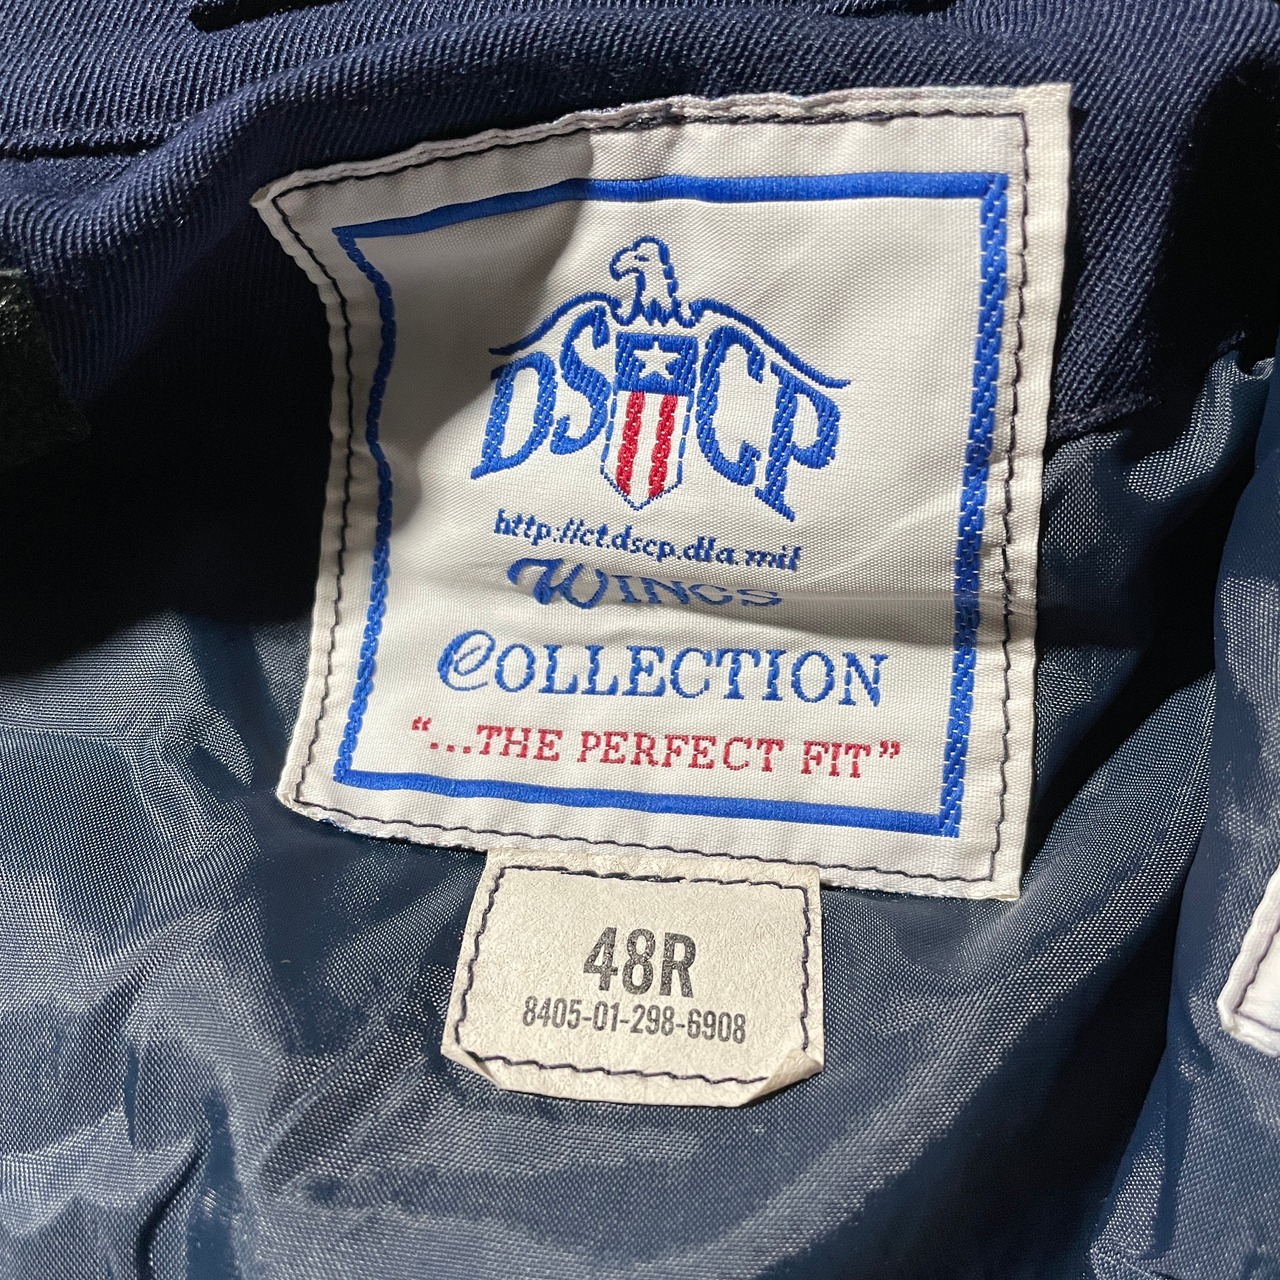 DSCP
http://ct.dscp.dla.mil
WINGS
COLLECTION
“...THE PERFECT FIT”
48R
8405-01-298-6908